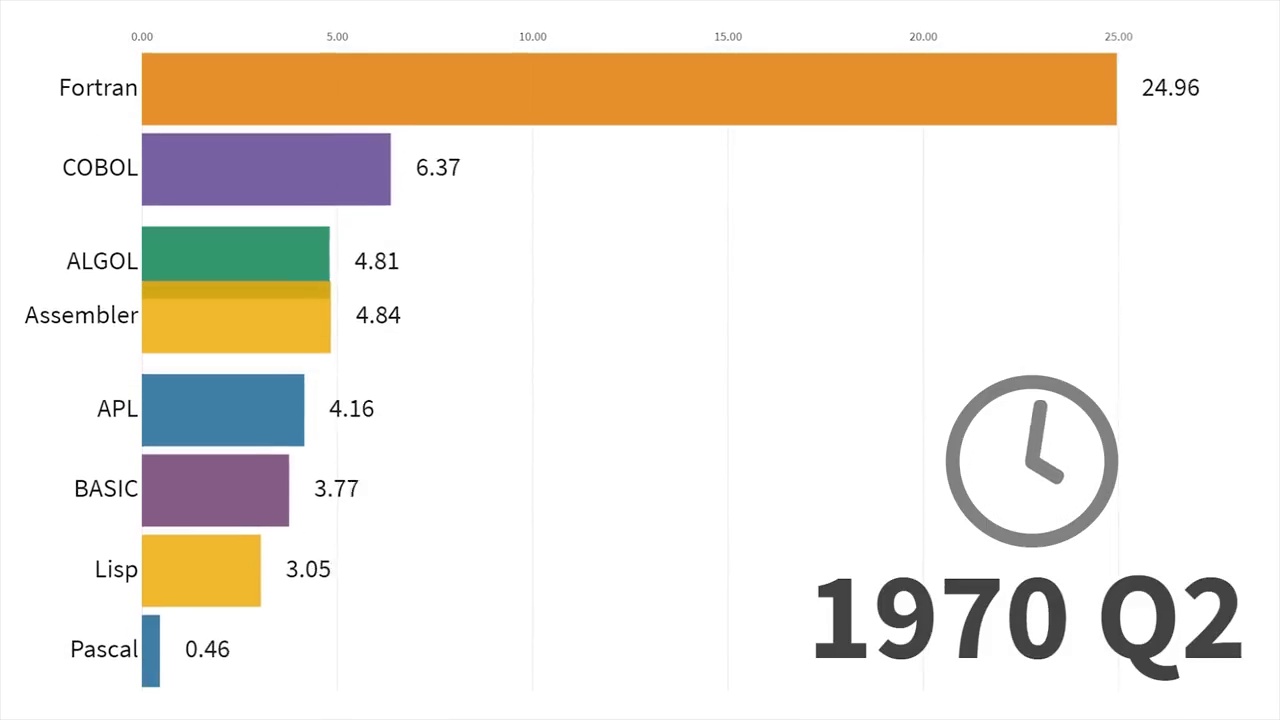 0.00 5.00 10.00 15.00 20.00 25.00
Fortran 24.96
COBOL 6.37
ALGOL 4.81
Assembler 4.84
APL 4.16
BASIC 3.77
Lisp 3.05
Pascal 0.46
1970 Q2